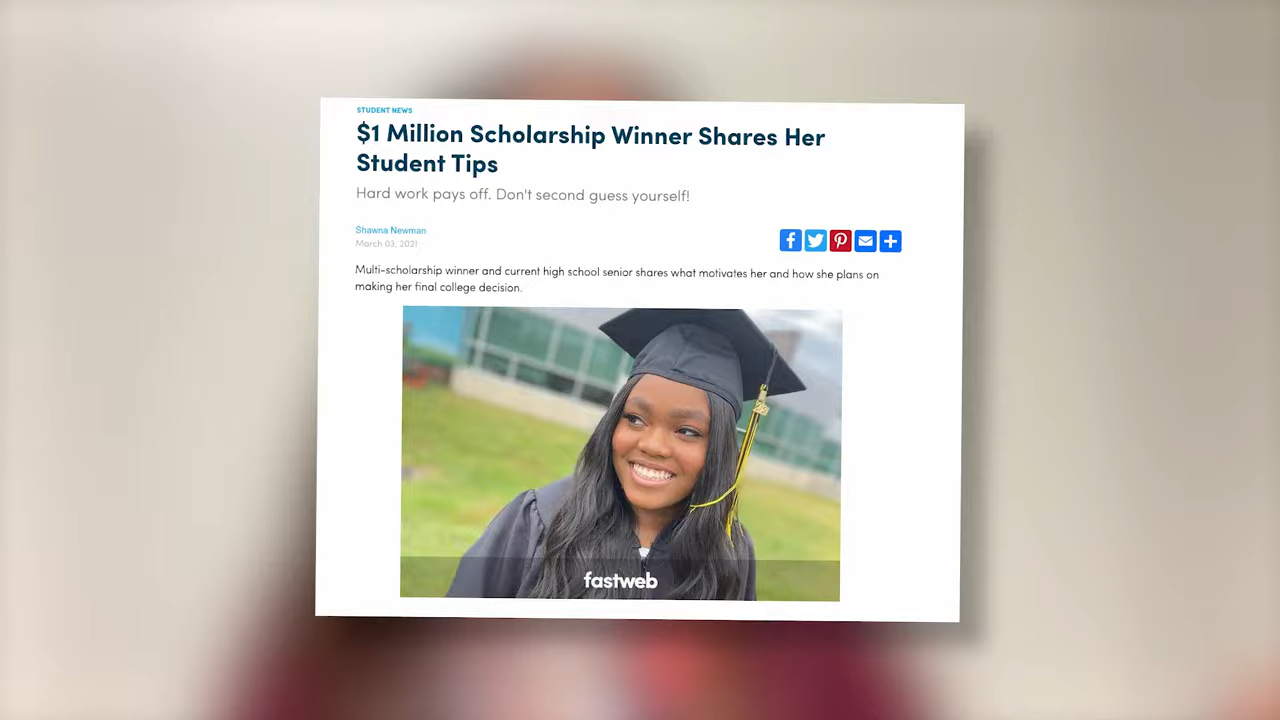 STUDENT NEWS
$1 Million Scholarship Winner Shares Her
Student Tips
Hard work pays off. Don't second guess yourself!
Shawna Newman
March 03, 2021
Multi-scholarship winner and current high school senior shares what motivates her and how she plans on
making her final college decision.
fastweb